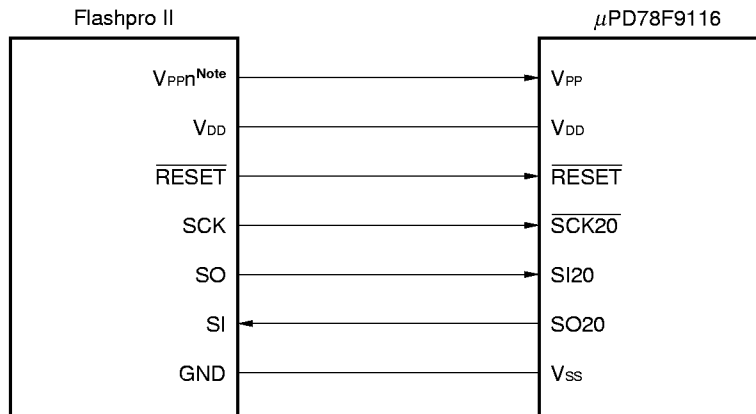 Flashpro II μPD78F9116
VPPnNote VPP
VDD VDD
RESET RESET
SCK SCK20
SO SI20
SI SO20
GND VSS